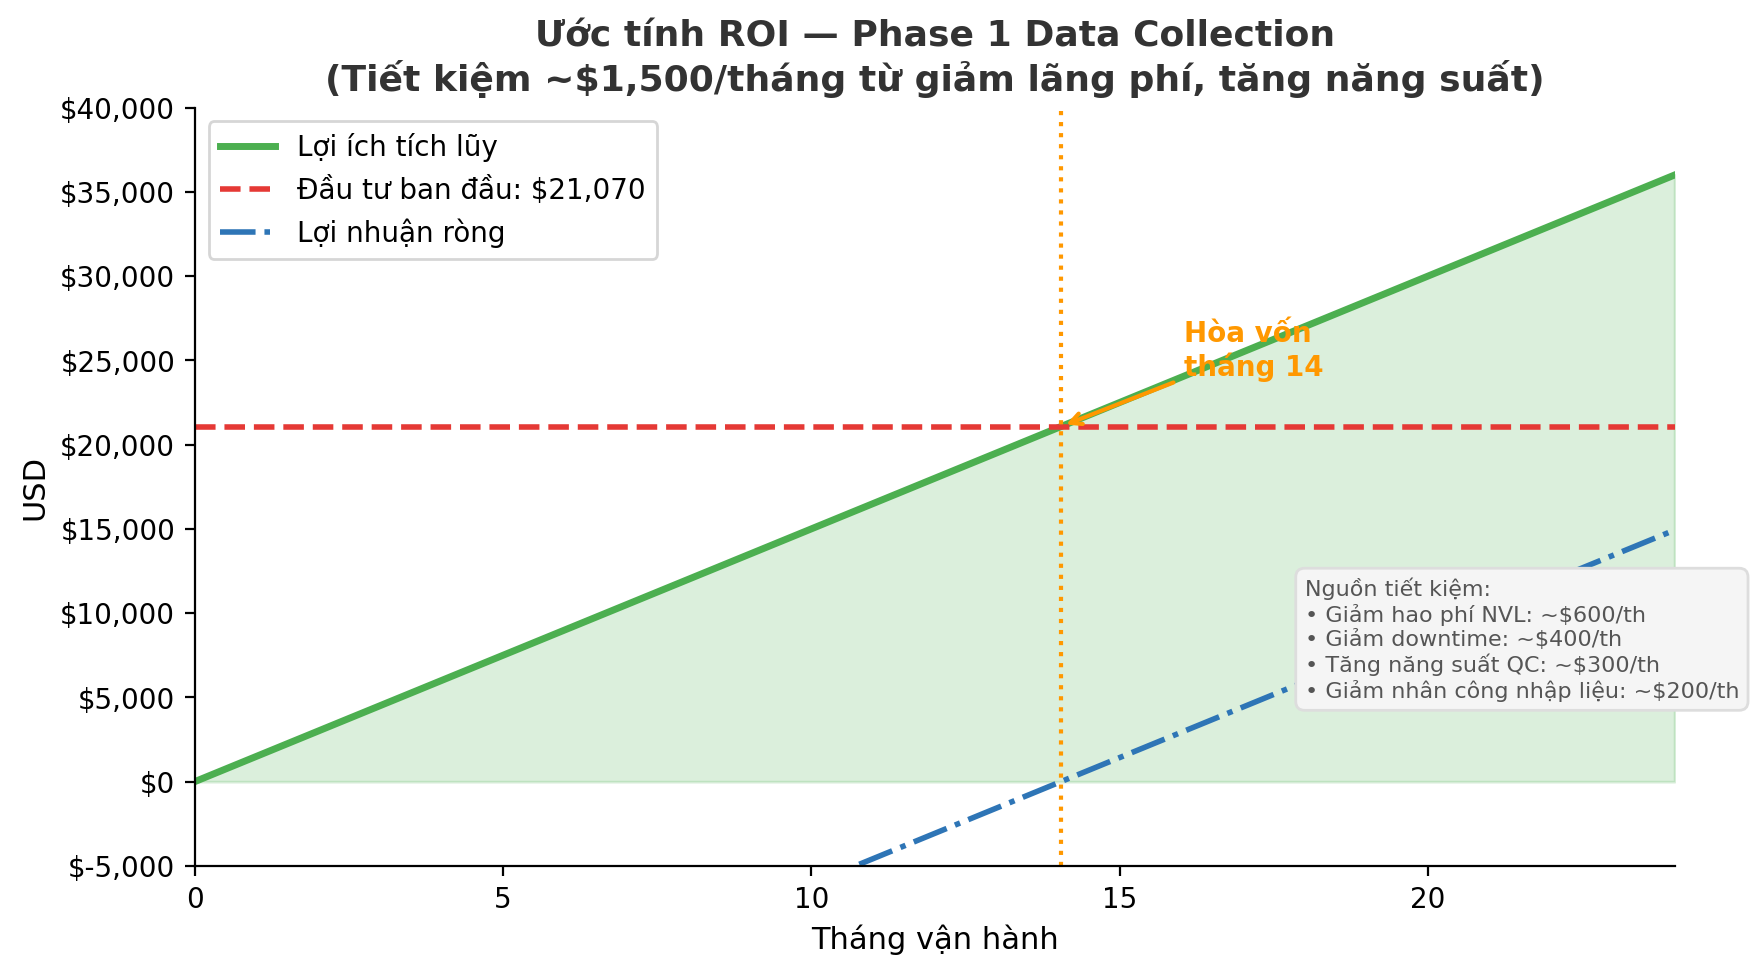 Ước tính ROI — Phase 1 Data Collection
(Tiết kiệm ~$1,500/tháng từ giảm lãng phí, tăng năng suất)
Lợi ích tích lũy
Đầu tư ban đầu: $21,070
Lợi nhuận ròng
$40,000
$35,000
$30,000
$25,000
$20,000
$15,000
$10,000
$5,000
$0
$-5,000
USD
Hòa vốn
tháng 14
Nguồn tiết kiệm:
• Giảm hao phí NVL: ~$600/th
• Giảm downtime: ~$400/th
• Tăng năng suất QC: ~$300/th
• Giảm nhân công nhập liệu: ~$200/th
0
5
10
15
20
Tháng vận hành